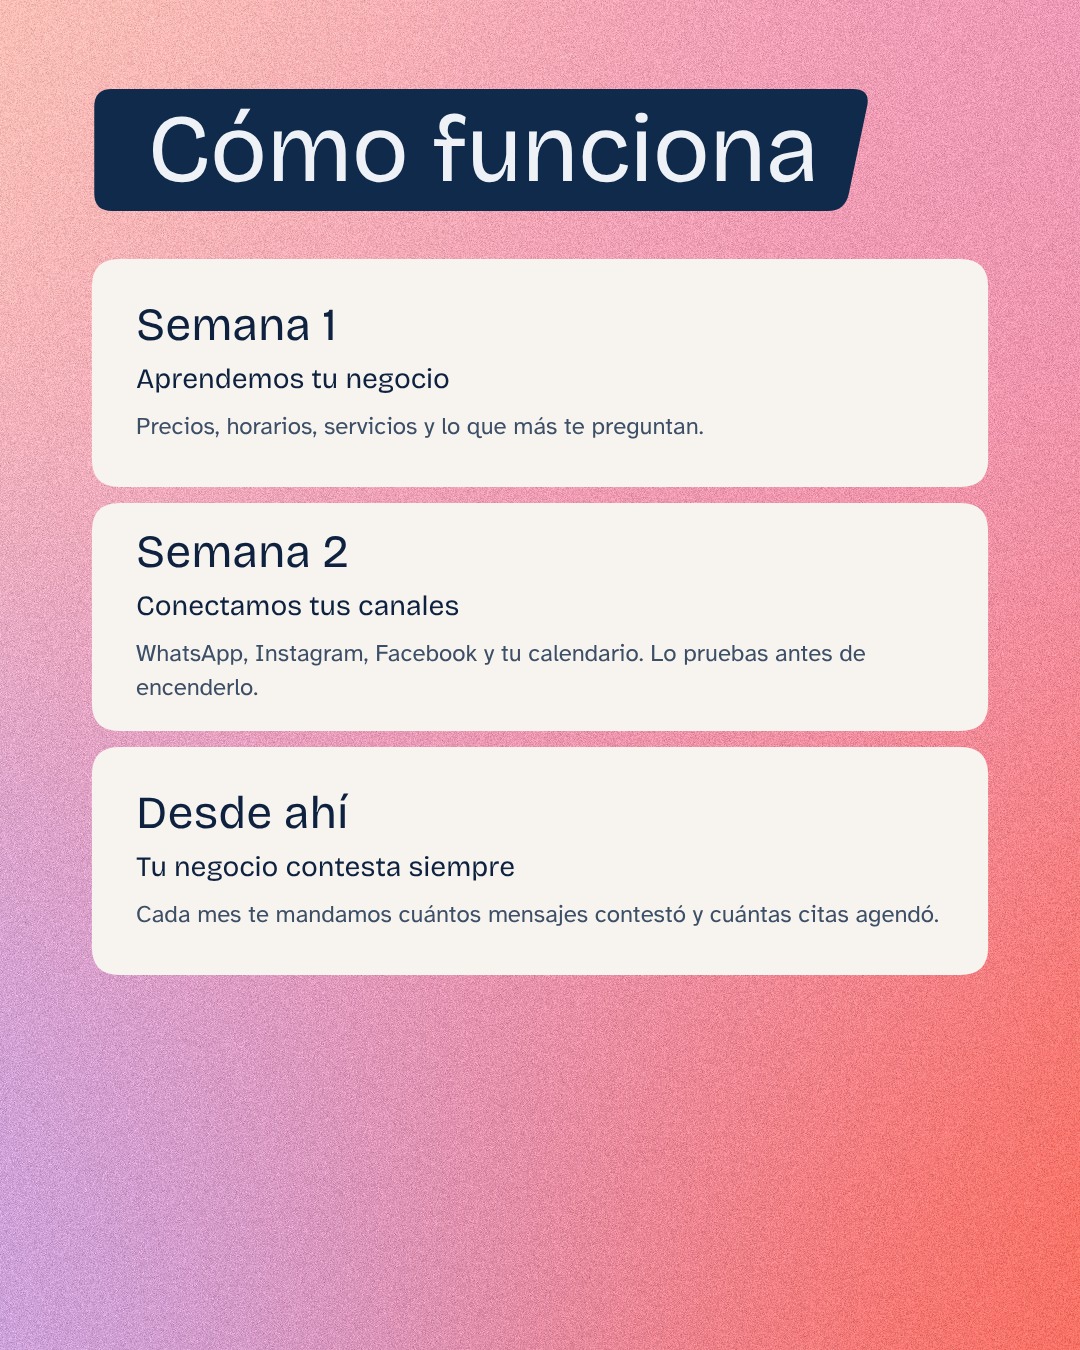 Cómo funciona
Semana 1
Aprendemos tu negocio
Precios, horarios, servicios y lo que más te preguntan.
Semana 2
Conectamos tus canales
WhatsApp, Instagram, Facebook y tu calendario. Lo pruebas antes de
encenderlo.
Desde ahí
Tu negocio contesta siempre
Cada mes te mandamos cuántos mensajes contestó y cuántas citas agendó.